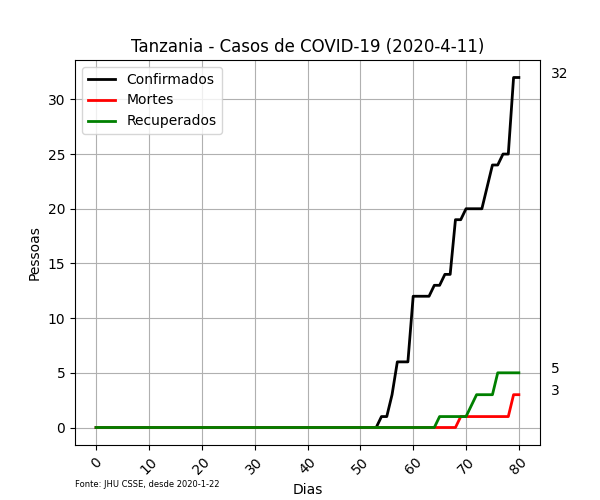 Tanzania - Casos de COVID-19 (2020-4-11)
Confirmados
Mortes
Recuperados
32
5
3
30
25
20
15
10
5
0
Pessoas
0 10 20 30 40 50 60 70 80
Dias
Fonte: JHU CSSE, desde 2020-1-22